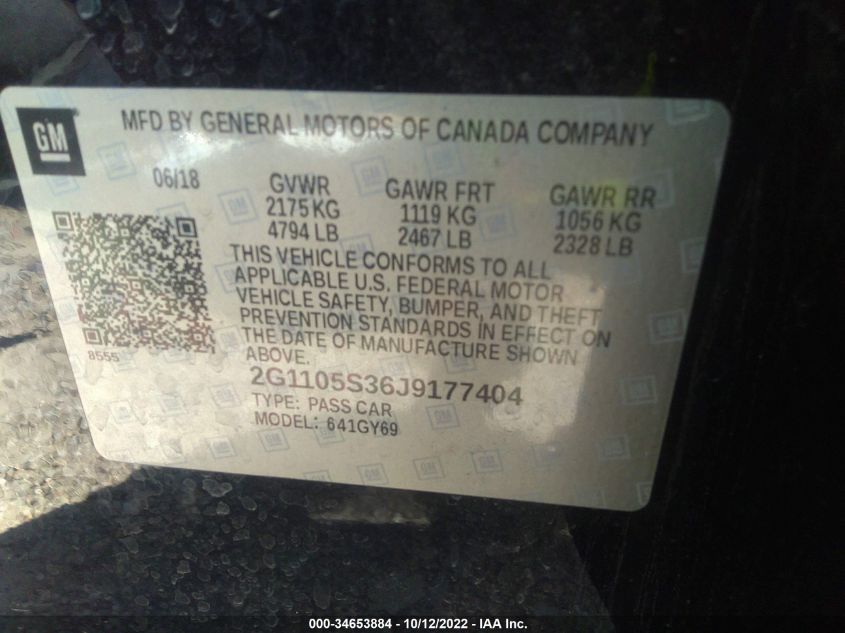 GM
MFD BY GENERAL MOTORS OF CANADA COMPANY
06/18 GVWR GAWR FRT GAWR RR
2175 KG 1119 KG 1056 KG
4794 LB 2467 LB 2328 LB
THIS VEHICLE CONFORMS TO ALL
APPLICABLE U.S. FEDERAL MOTOR
VEHICLE SAFETY, BUMPER, AND THEFT
PREVENTION STANDARDS IN EFFECT ON
THE DATE OF MANUFACTURE SHOWN
ABOVE.
8555
2G1105S36J9177404
TYPE: PASS CAR
MODEL: 641GY69
000-34653884 - 10/12/2022 - IAA Inc.